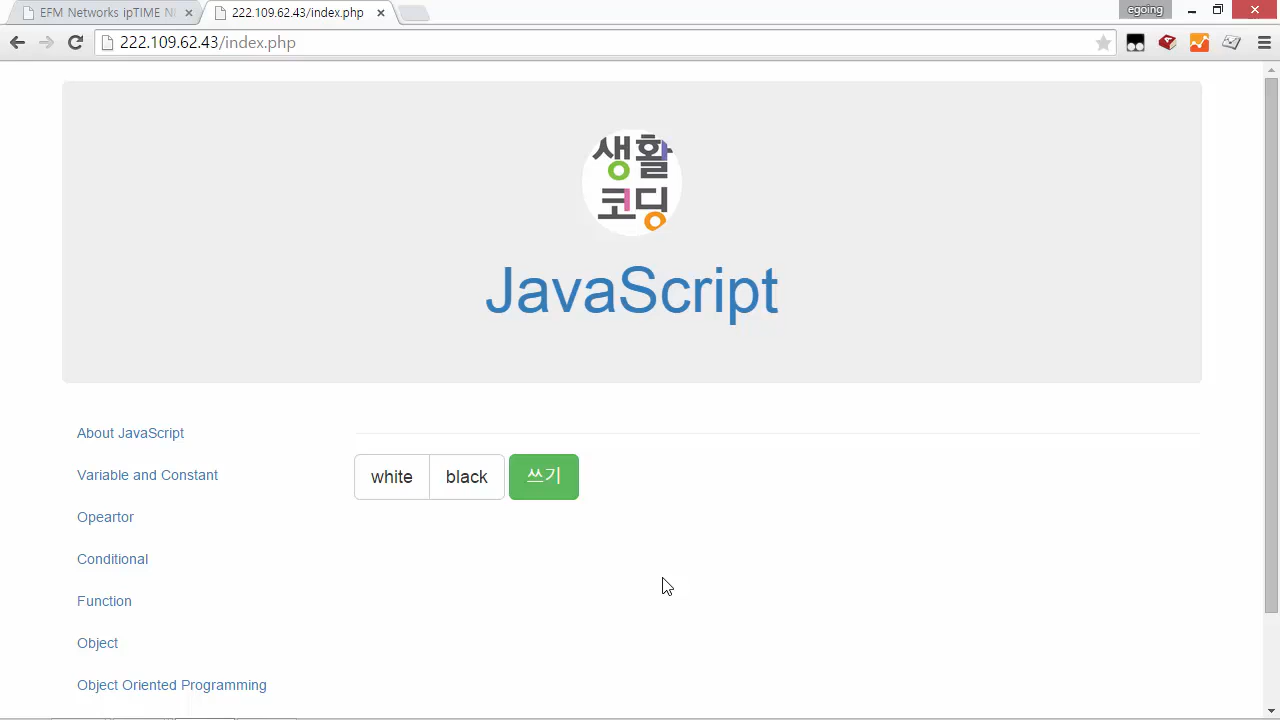 EFM Networks ipTIME N
222.109.62.43/index.php
egoing
222.109.62.43/index.php
생활
코딩
JavaScript
About JavaScript
white black 쓰기
Variable and Constant
Opeartor
Conditional
Function
Object
Object Oriented Programming